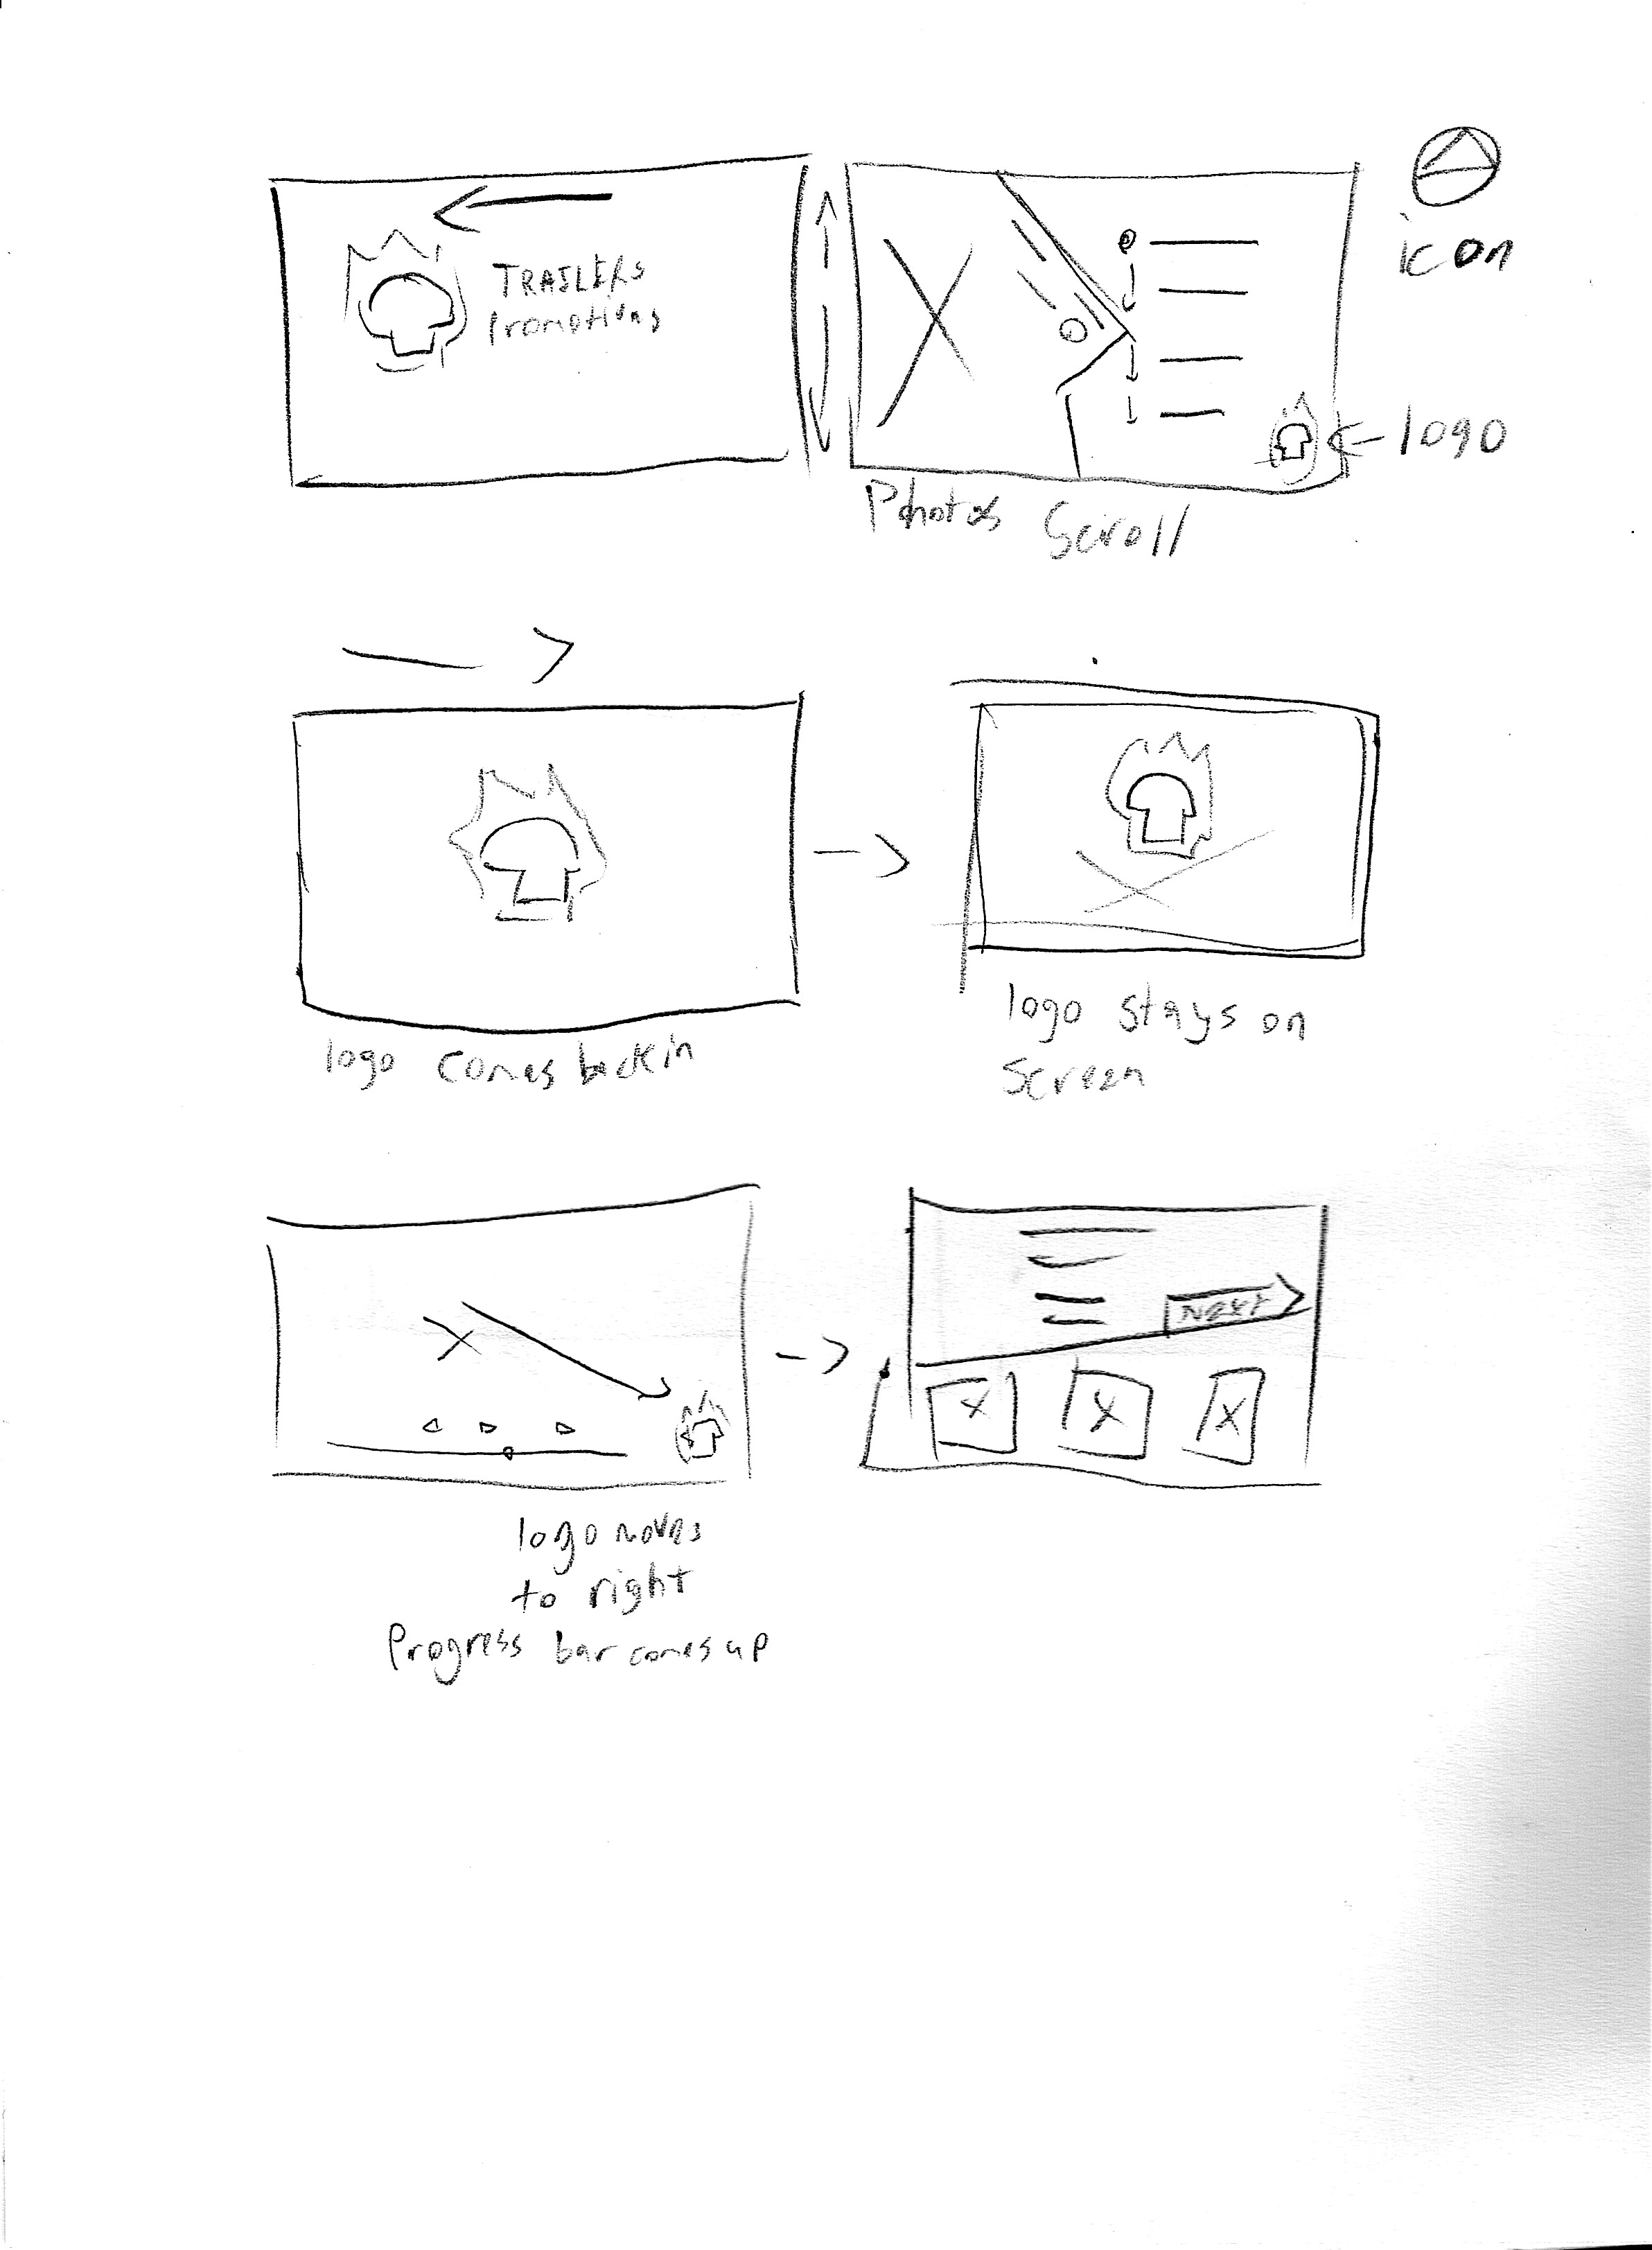 TRAILERS
Promotions
icon
logo
Photos Scroll
logo comes back in
logo stays on
Screen
NEXT
logo moves
to right
Progress bar comes up